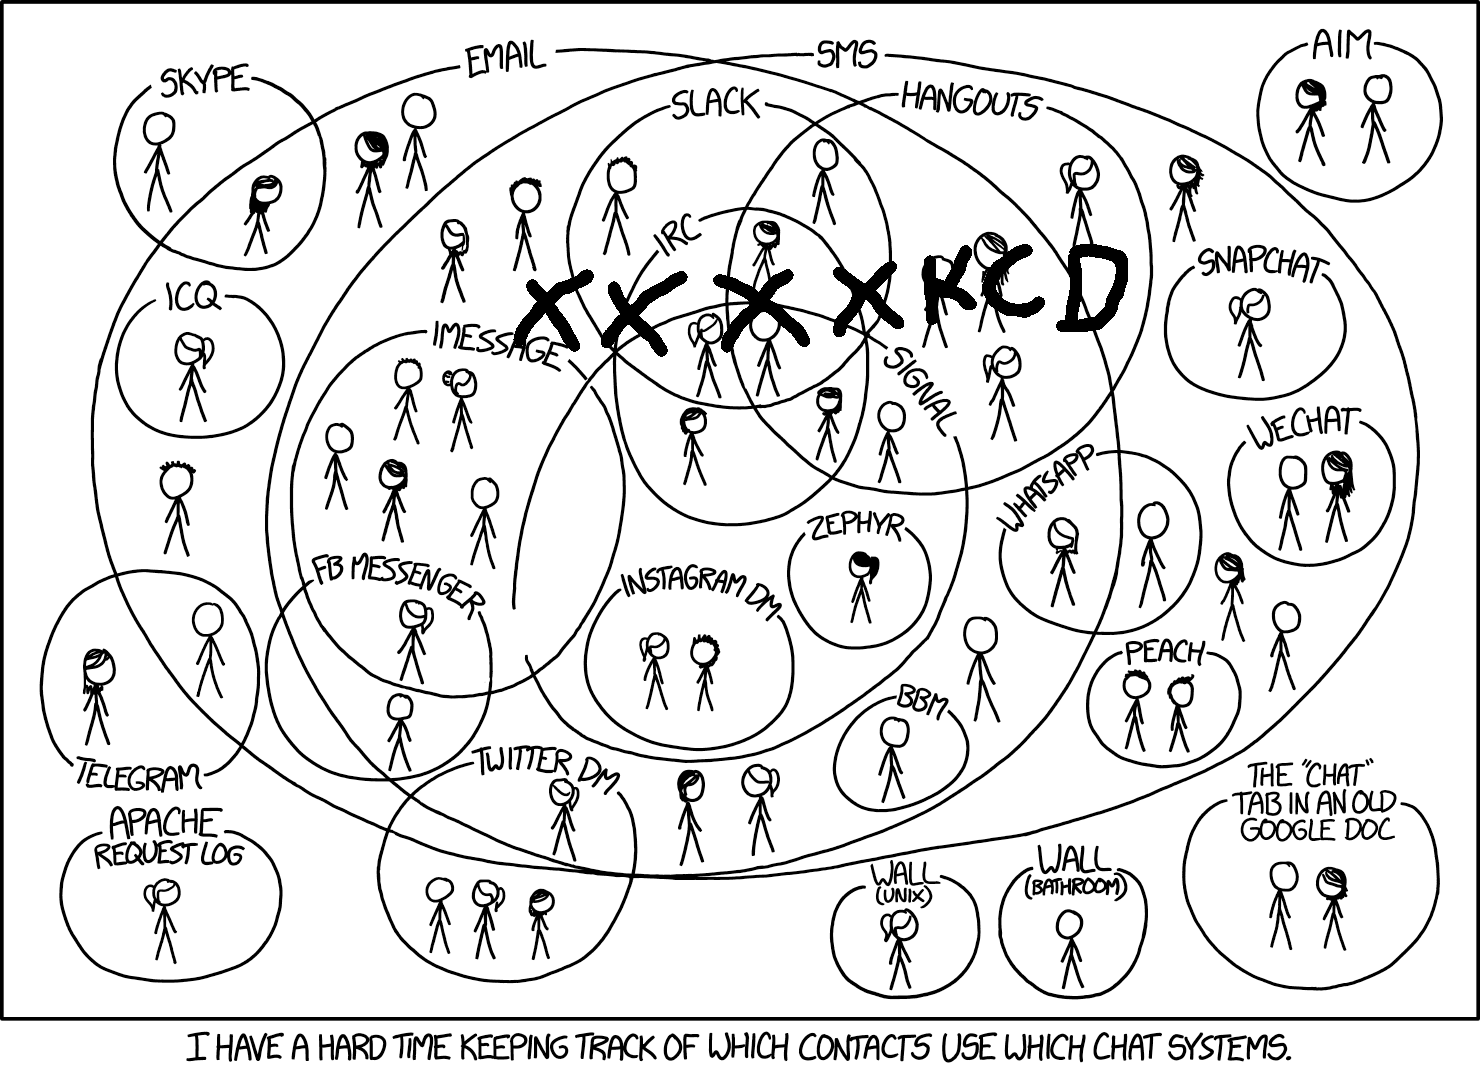 EMAIL
SMS
AIM
SKYPE
SLACK
HANGOUTS
IRC
SNAPCHAT
ICQ
XXXXKCD
IMESSAGE
SIGNAL
WECHAT
WHATSAPP
ZEPHYR
FB MESSENGER
INSTAGRAM DM
PEACH
BBM
TELEGRAM
TWITTER DM
THE "CHAT"
TAB IN AN OLD
GOOGLE DOC
APACHE
REQUEST LOG
WALL
(UNIX)
WALL
(BATHROOM)
I HAVE A HARD TIME KEEPING TRACK OF WHICH CONTACTS USE WHICH CHAT SYSTEMS.